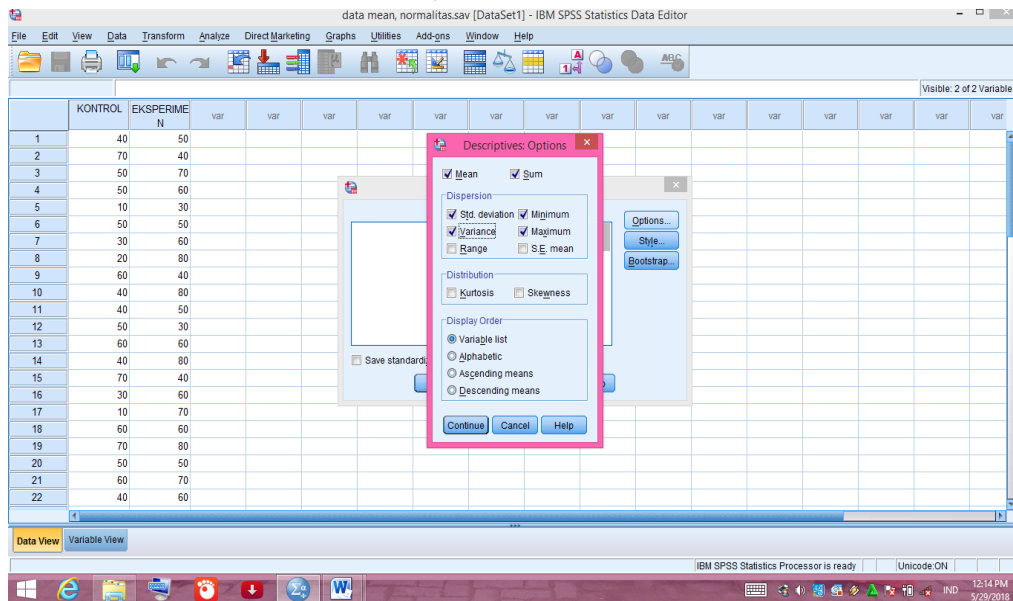 data mean, normalitas.sav [DataSet1] - IBM SPSS Statistics Data Editor
File Edit View Data Transform Analyze Direct Marketing Graphs Utilities Add-ons Window Help
Visible: 2 of 2 Variable
KONTROL EKSPERIMEN var var var var var var var var var var var var var var var
1 40 50
2 70 40
3 50 70
4 50 60
5 10 30
6 50 50
7 30 60
8 20 80
9 60 40
10 40 80
11 40 50
12 50 30
13 60 60
14 40 80
15 70 40
16 30 60
17 10 70
18 60 60
19 70 80
20 50 50
21 60 70
22 40 60
Options...
Style...
Bootstrap...
Save standardi
Descriptives: Options
Mean Sum
Dispersion
Std. deviation Minimum
Variance Maximum
Range S.E. mean
Distribution
Kurtosis Skewness
Display Order
Variable list
Alphabetic
Ascending means
Descending means
Continue Cancel Help
Data View Variable View
IBM SPSS Statistics Processor is ready Unicode:ON
IND 12:14 PM
5/29/2018